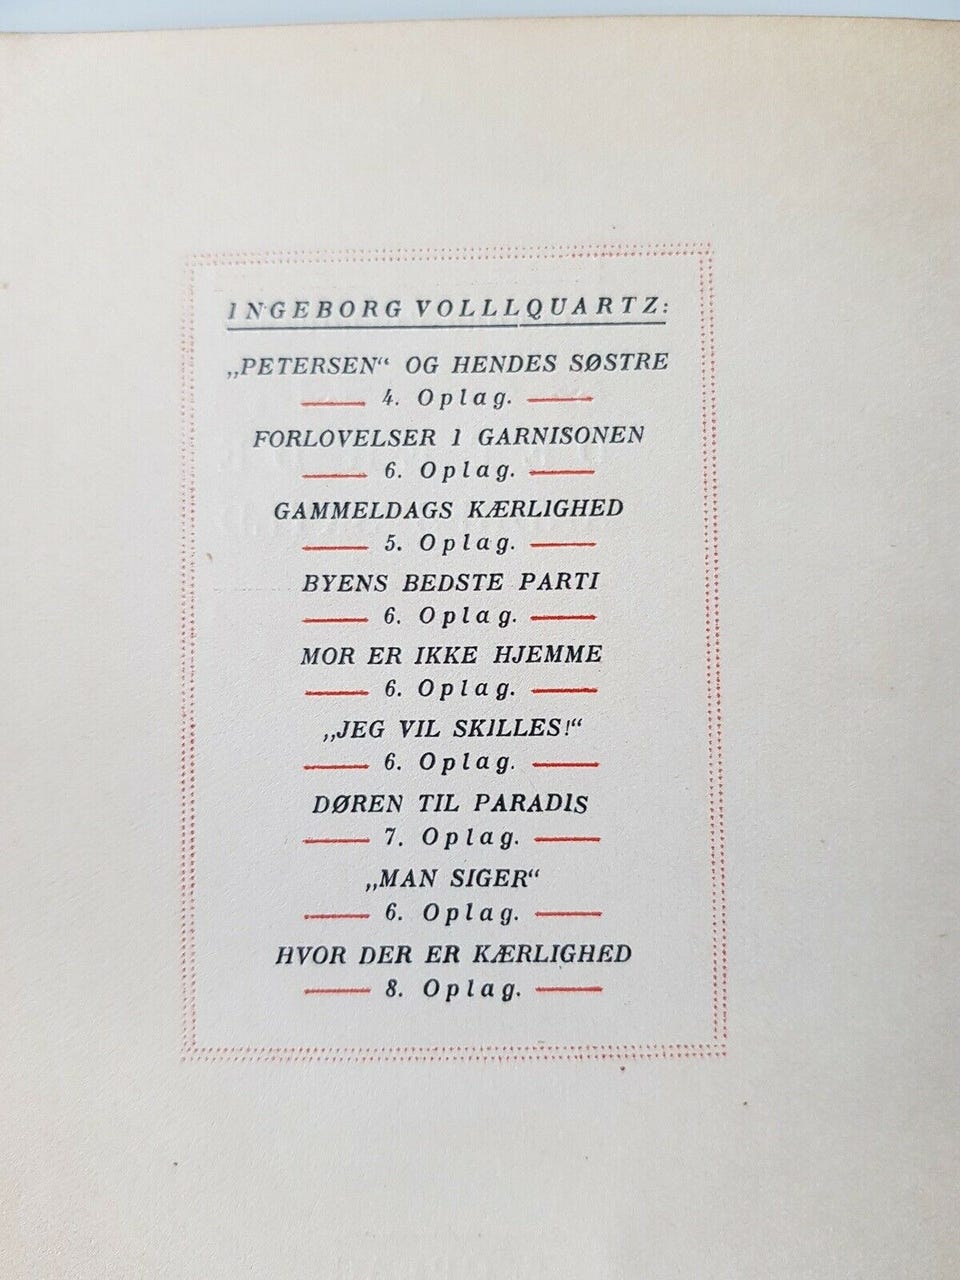 INGEBORG VOLLLQUARTZ:
„PETERSEN“ OG HENDES SØSTRE
4. Oplag.
FORLOVELSER I GARNISONEN
6. Oplag.
GAMMELDAGS KÆRLIGHED
5. Oplag.
BYENS BEDSTE PARTI
6. Oplag.
MOR ER IKKE HJEMME
6. Oplag.
„JEG VIL SKILLES!“
6. Oplag.
DØREN TIL PARADIS
7. Oplag.
„MAN SIGER“
6. Oplag.
HVOR DER ER KÆRLIGHED
8. Oplag.